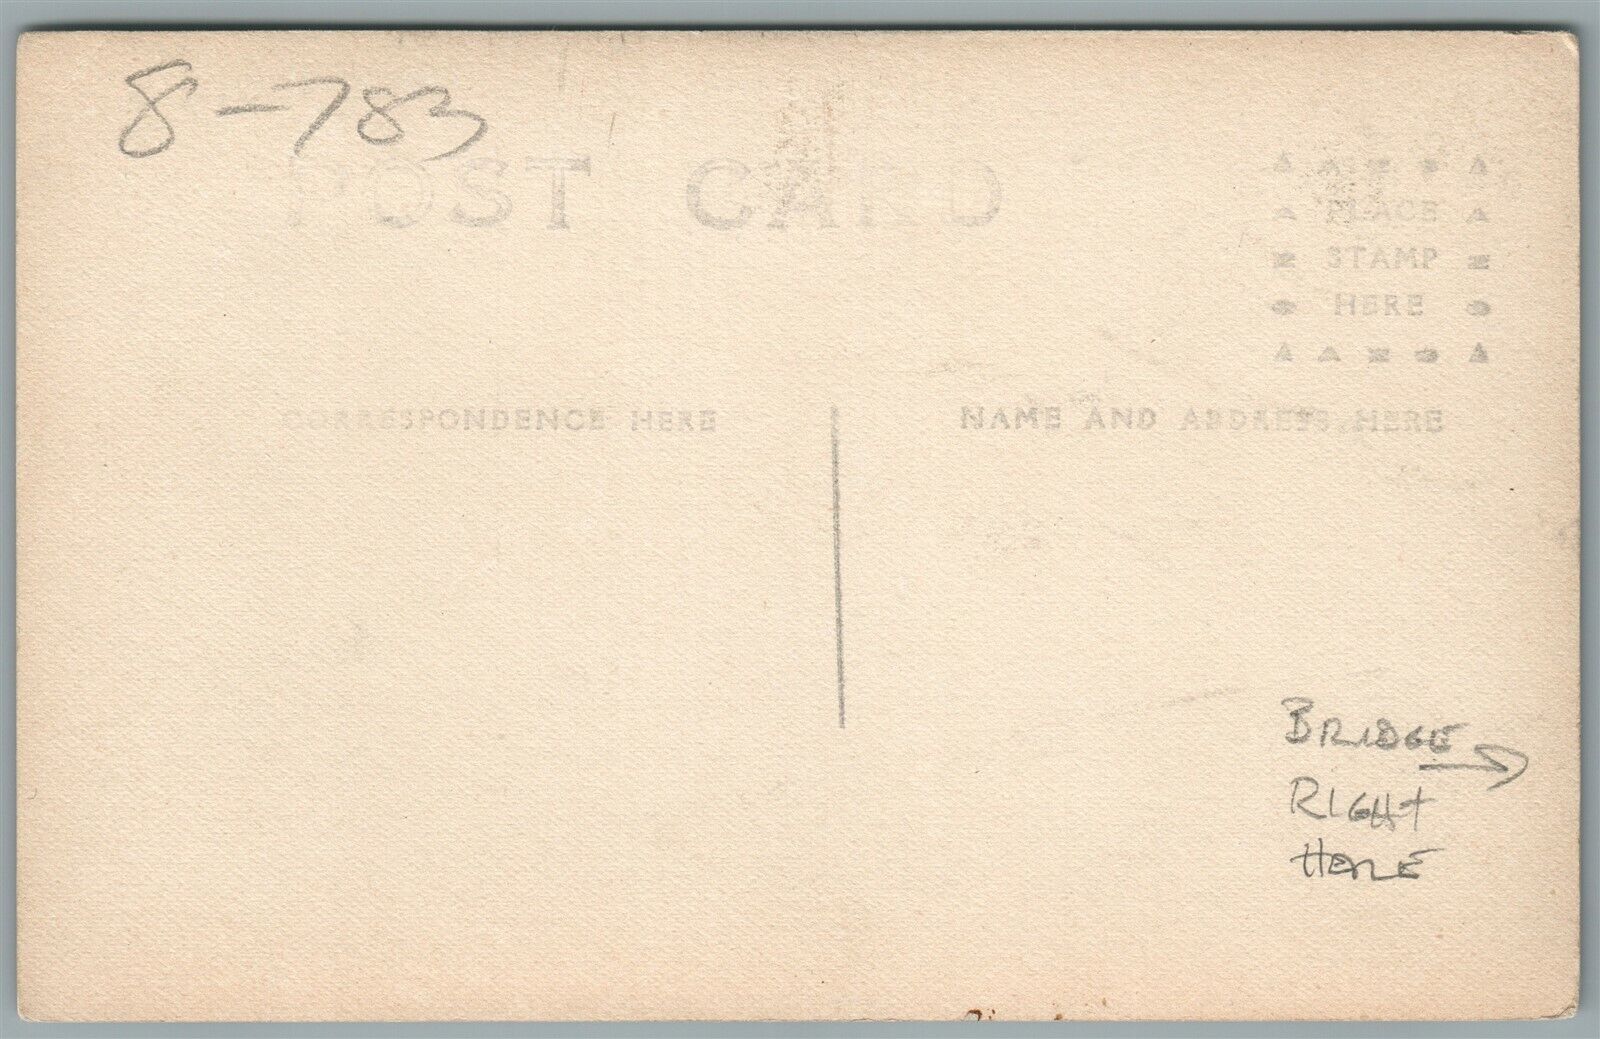 8-783
POST CARD
PLACE
STAMP
HERE
CORRESPONDENCE HERE
NAME AND ADDRESS HERE
BRIDGE →
RIGHT
HERE